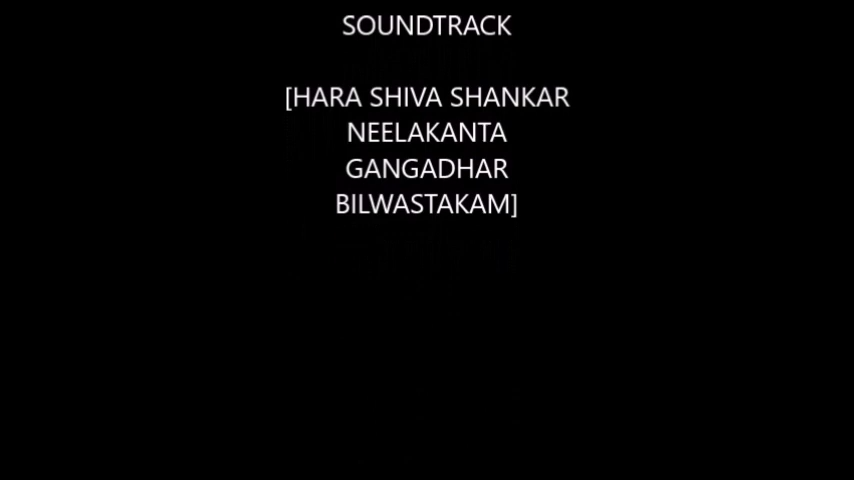 SOUNDTRACK
[HARA SHIVA SHANKAR
NEELAKANTA
GANGADHAR
BILWASTAKAM]